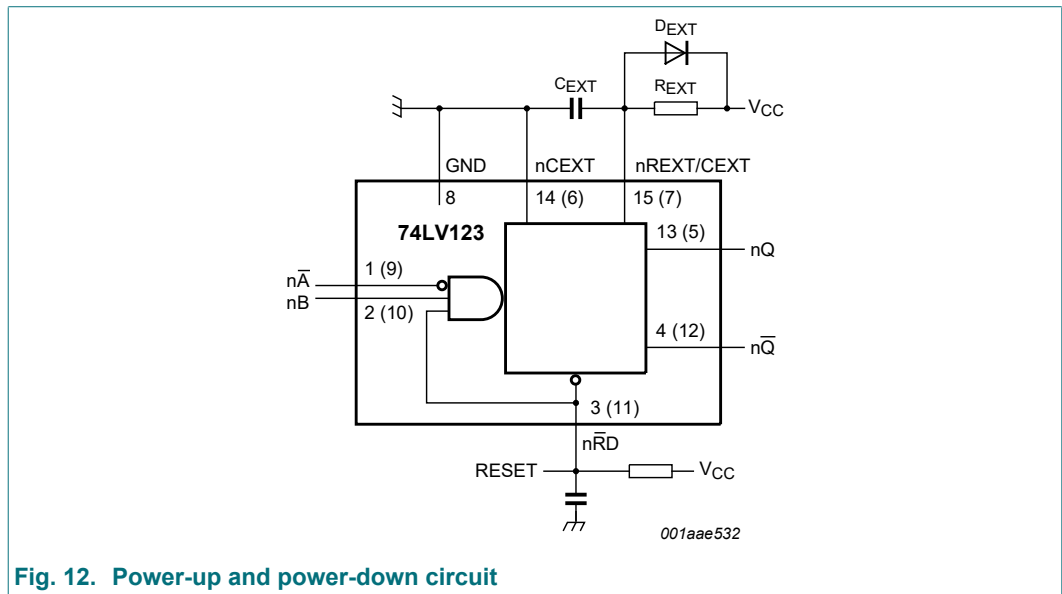 DEXT
CEXT
REXT
VCC
GND
nCEXT
nREXT/CEXT
8
14 (6)
15 (7)
74LV123
13 (5)
nQ
1 (9)
nA̅
nB
2 (10)
4 (12)
nQ̅
3 (11)
nR̅D
RESET
VCC
001aae532
Fig. 12. Power-up and power-down circuit